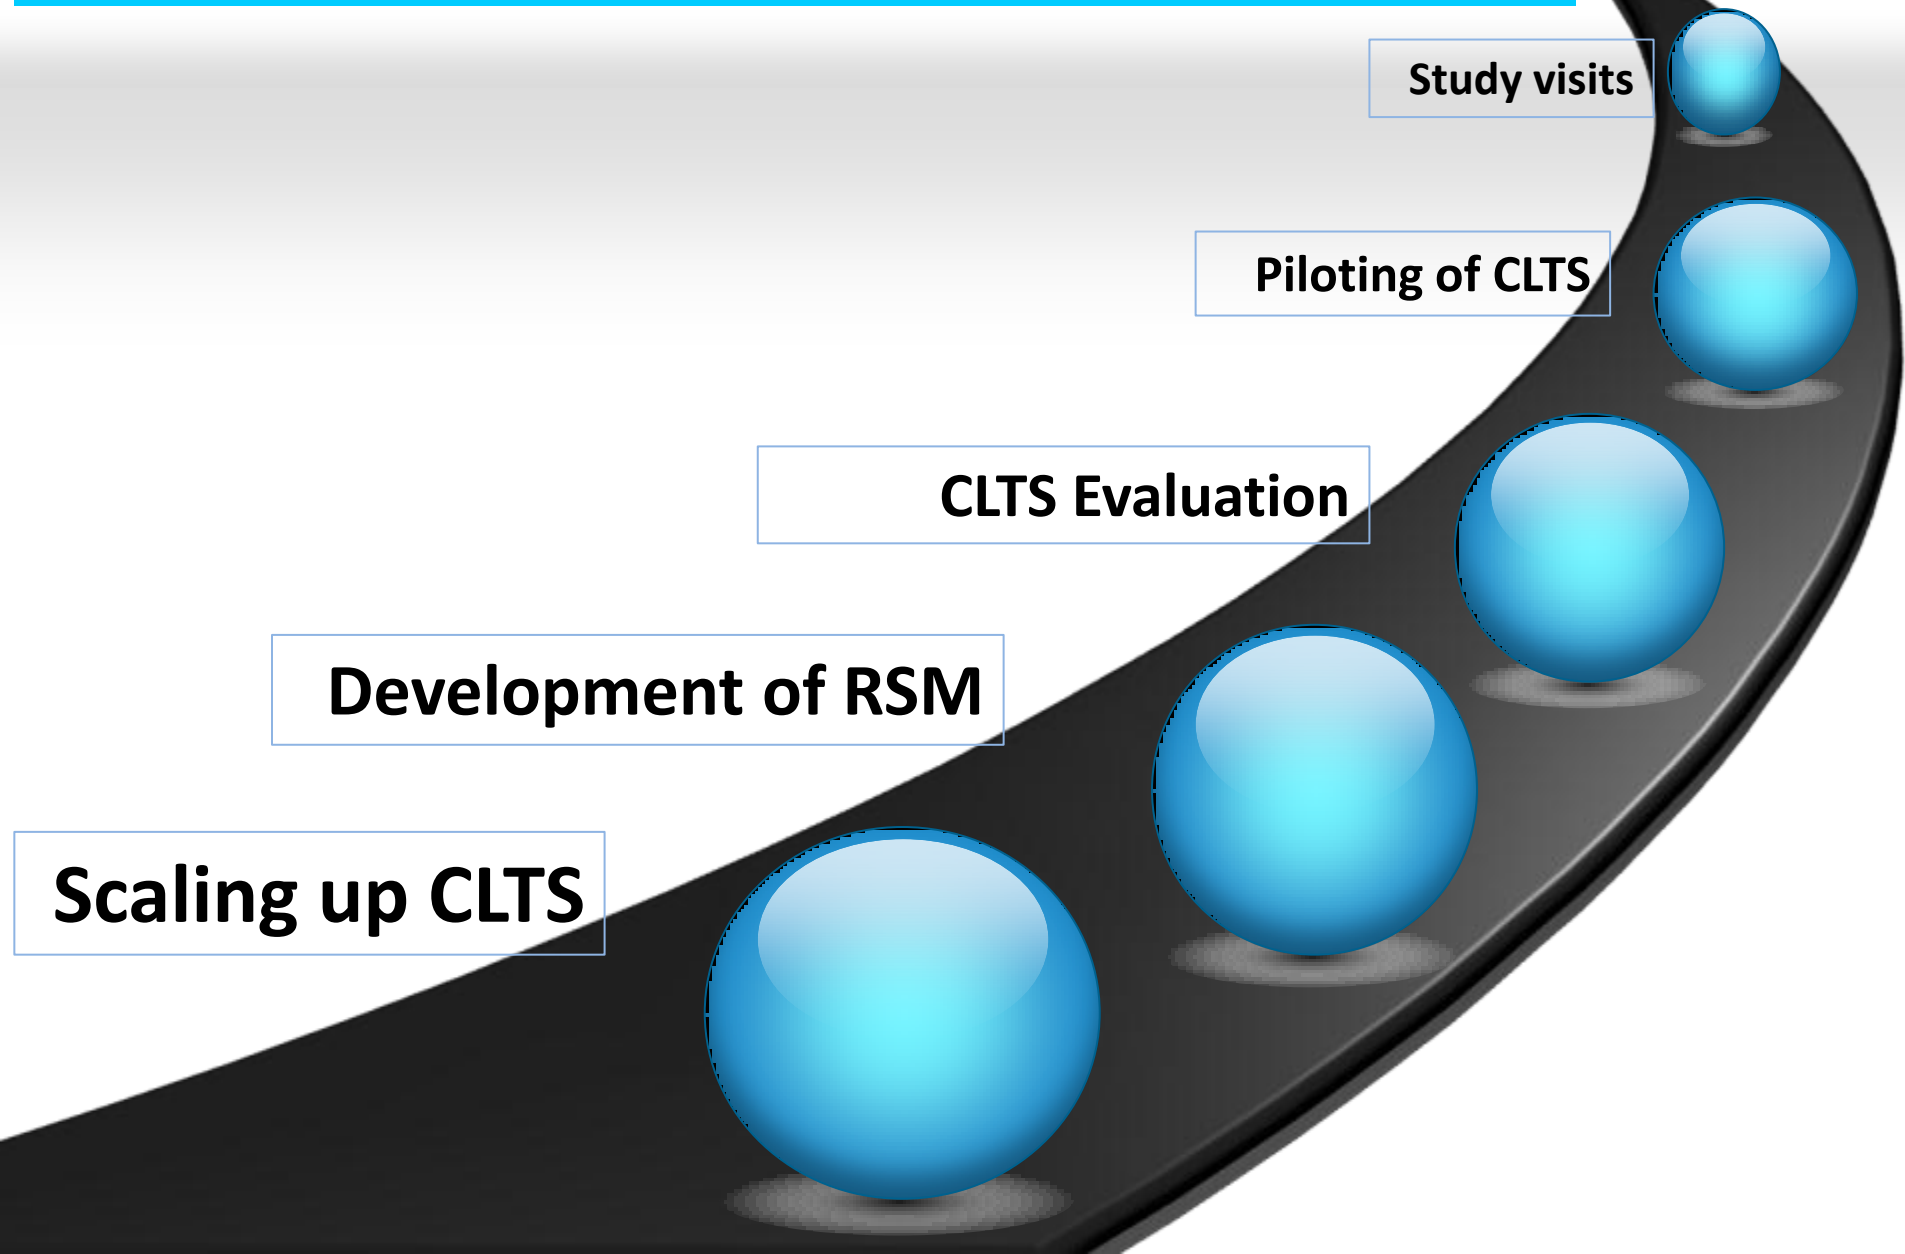 Study visits
Piloting of CLTS
CLTS Evaluation
Development of RSM
Scaling up CLTS